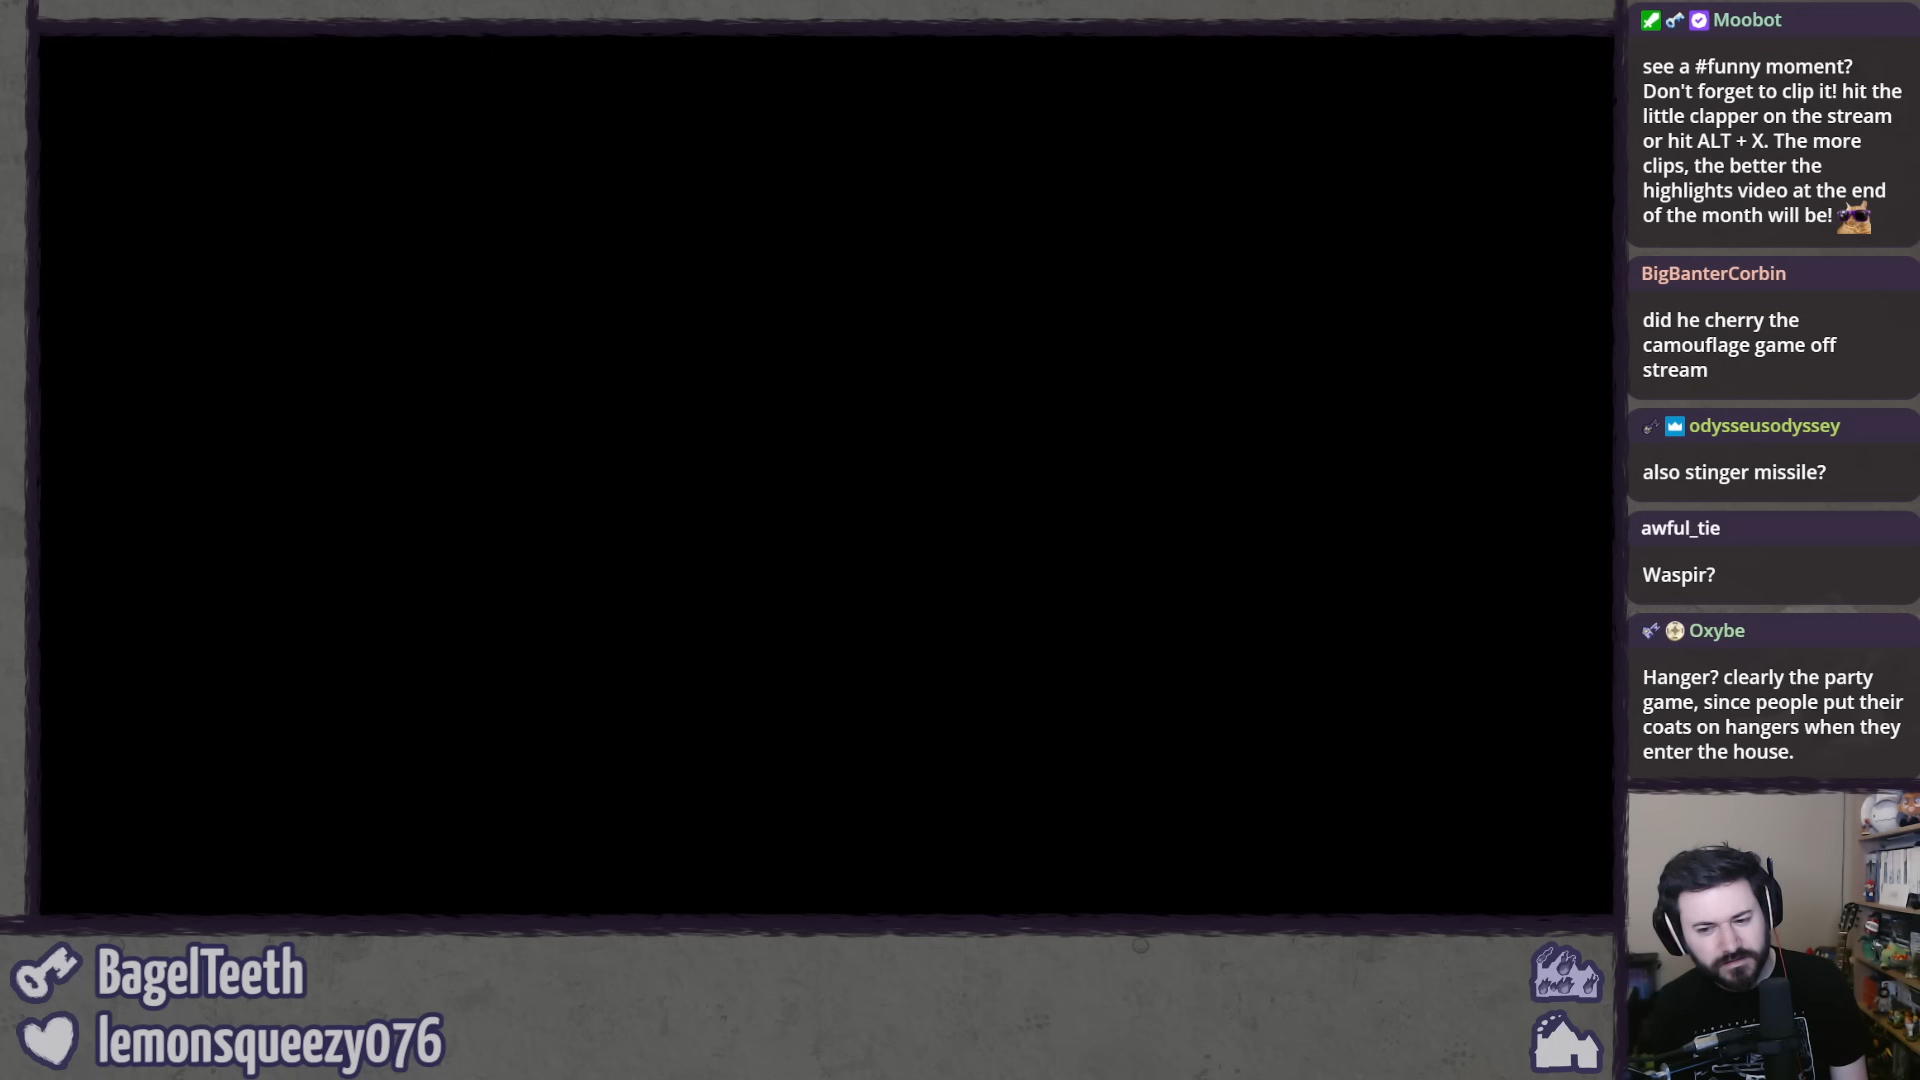 Moobot
see a #funny moment?
Don't forget to clip it! hit the
little clapper on the stream
or hit ALT + X. The more
clips, the better the
highlights video at the end
of the month will be!
BigBanterCorbin
did he cherry the
camouflage game off
stream
odysseusodyssey
also stinger missile?
awful_tie
Waspir?
Oxybe
Hanger? clearly the party
game, since people put their
coats on hangers when they
enter the house.
BagelTeeth
lemonsqueezy076